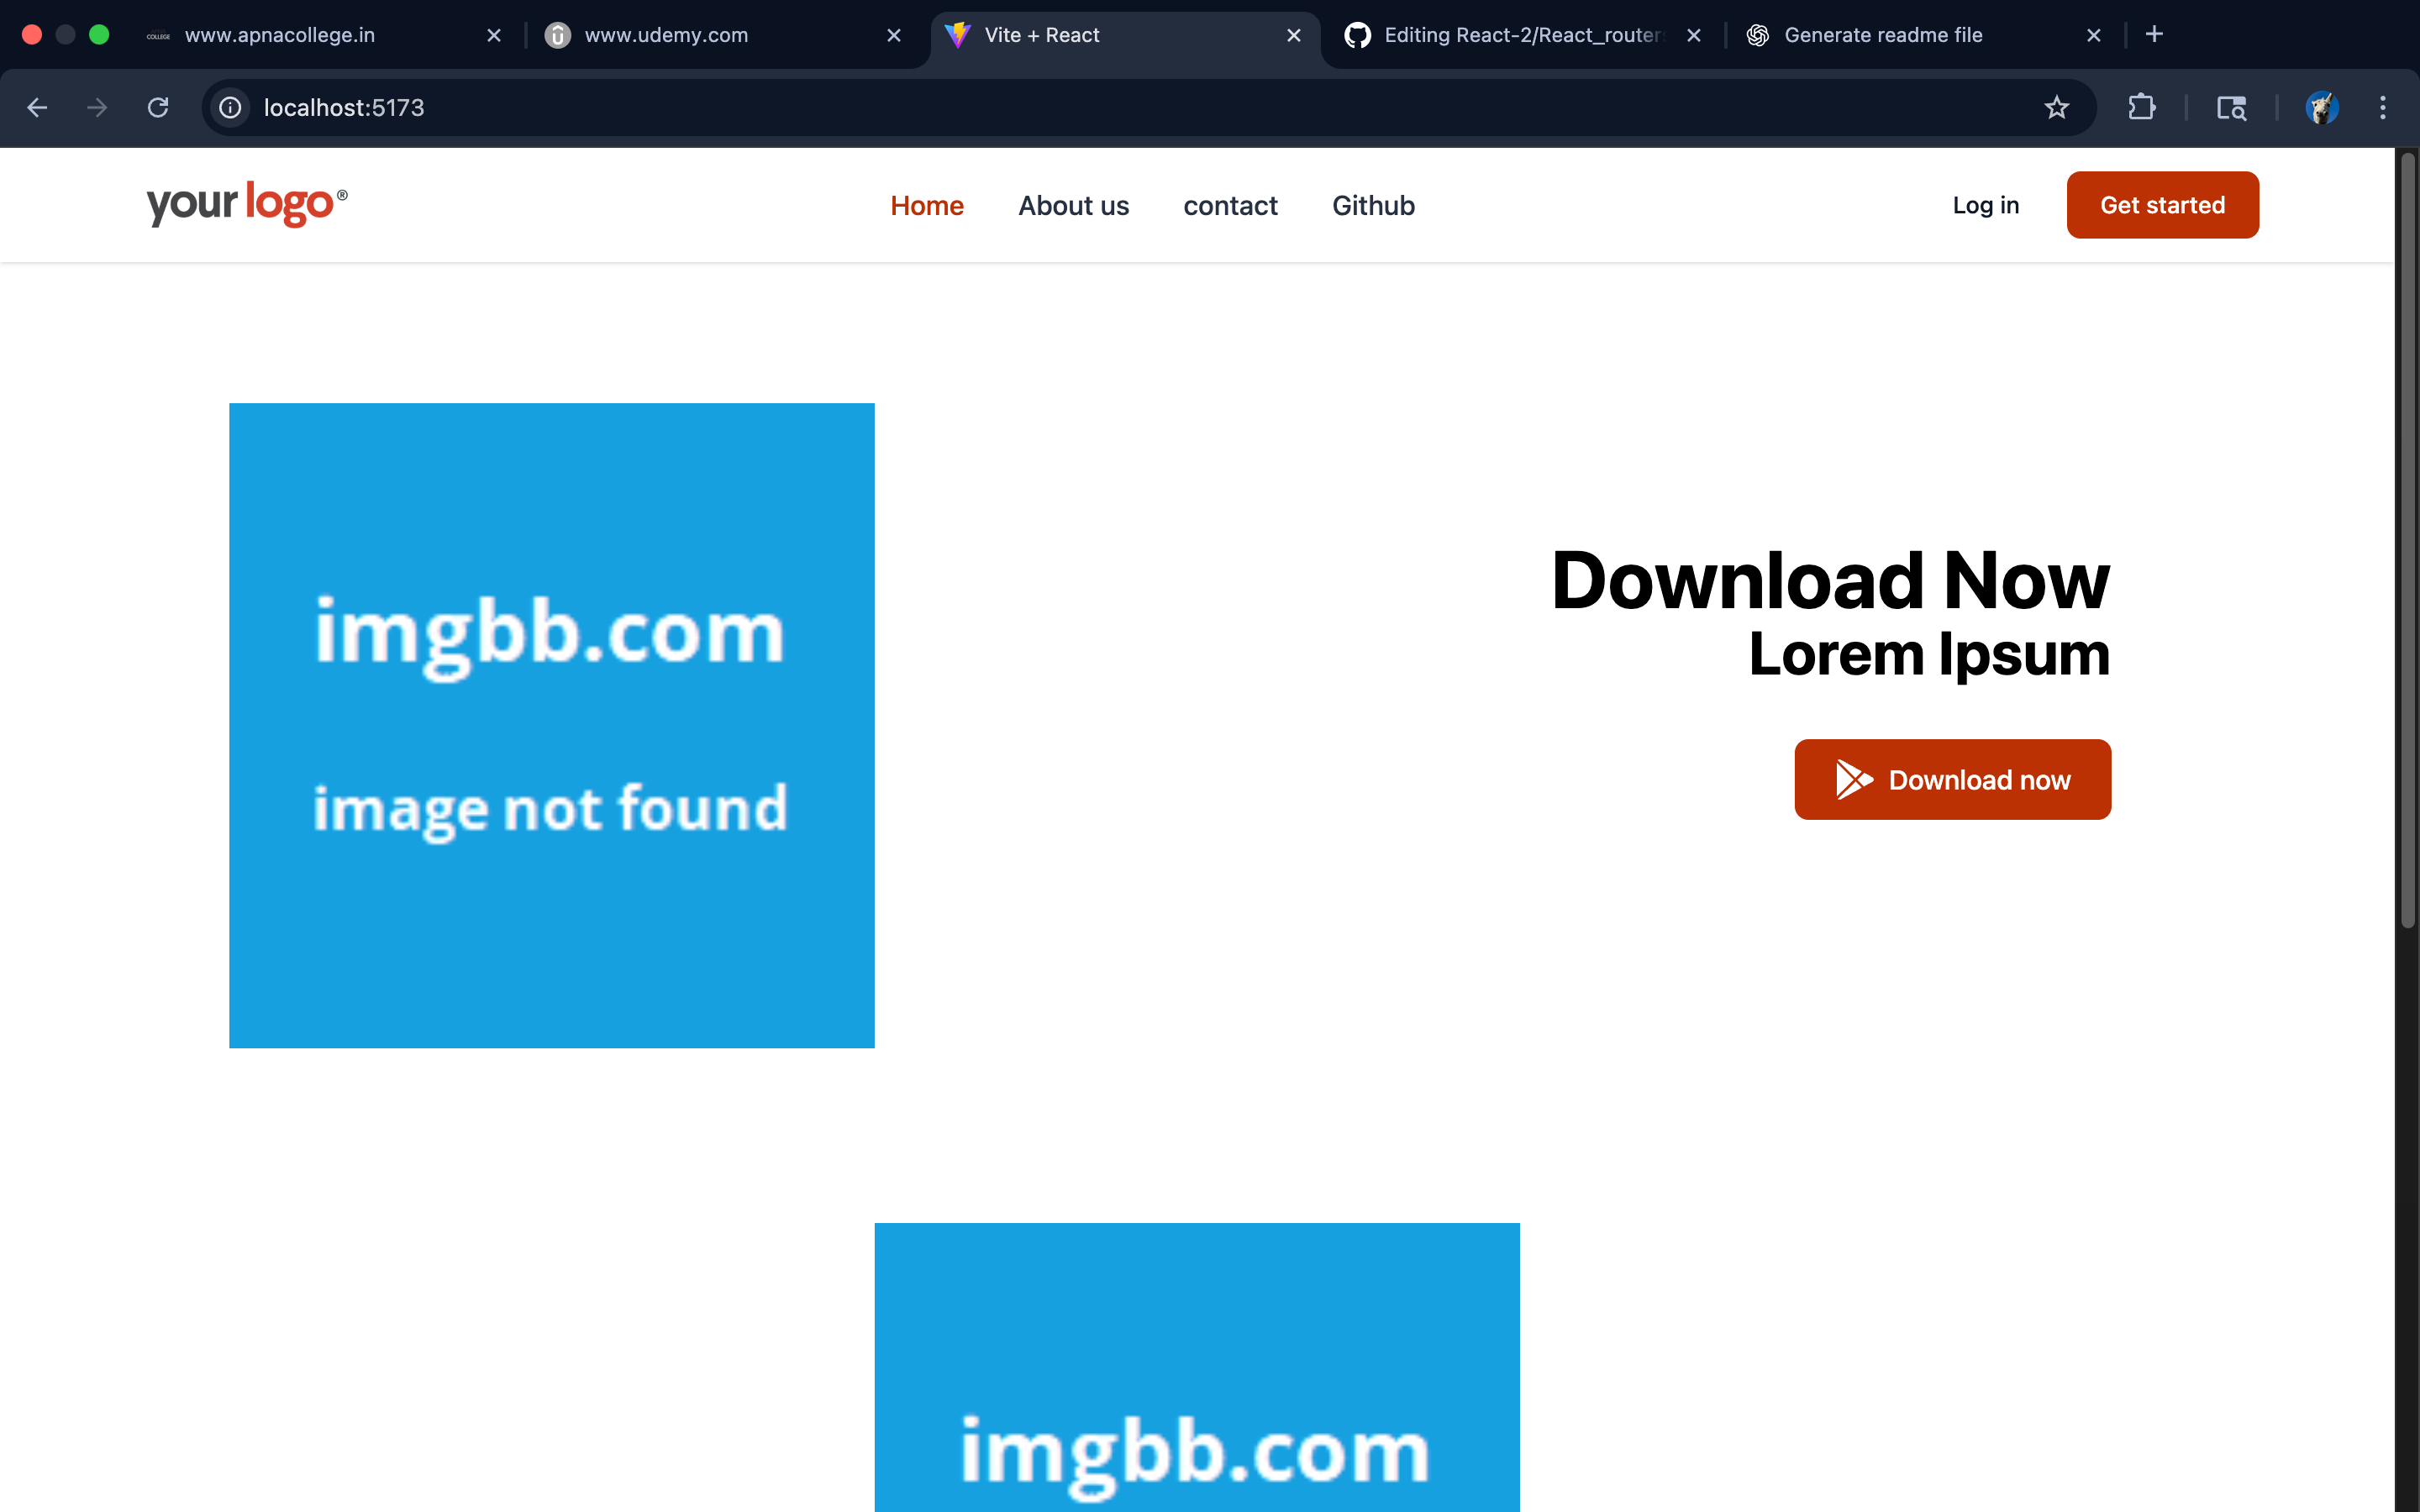 COLLEGE www.apnacollege.in www.udemy.com Vite + React Editing React-2/React_router Generate readme file
localhost:5173
your logo® Home About us contact Github Log in Get started
imgbb.com
image not found
Download Now
Lorem Ipsum
Download now
imgbb.com